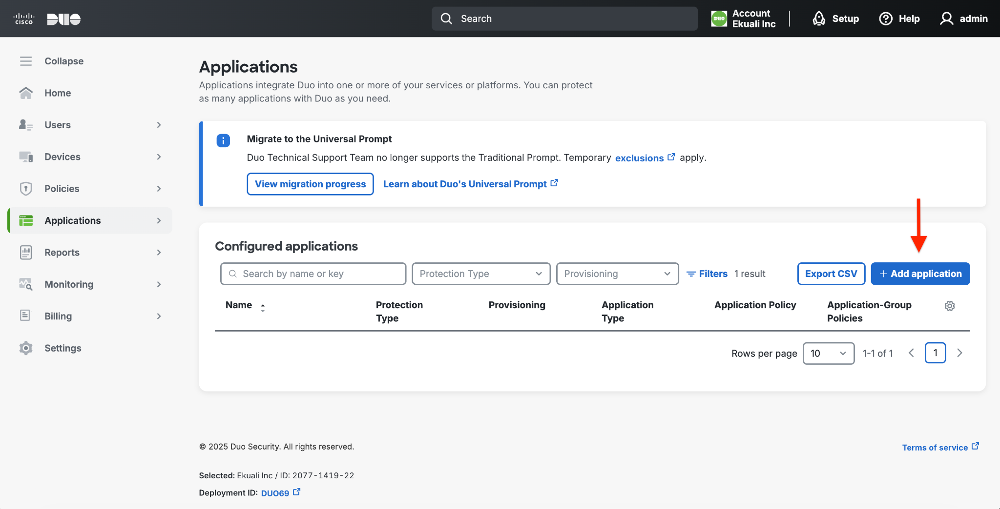 CISCO DUO
Search
DUO
Account
Ekuali Inc
Setup
Help
admin
Collapse
Home
Users
Devices
Policies
Applications
Reports
Monitoring
Billing
Settings
Applications
Applications integrate Duo into one or more of your services or platforms. You can protect
as many applications with Duo as you need.
Migrate to the Universal Prompt
Duo Technical Support Team no longer supports the Traditional Prompt. Temporary exclusions apply.
View migration progress
Learn about Duo's Universal Prompt
Configured applications
Search by name or key
Protection Type
Provisioning
Filters
1 result
Export CSV
+ Add application
Name
Protection
Type
Provisioning
Application
Type
Application Policy
Application-Group
Policies
Rows per page
10
1-1 of 1
1
© 2025 Duo Security. All rights reserved.
Terms of service
Selected: Ekuali Inc / ID: 2077-1419-22
Deployment ID: DUO69